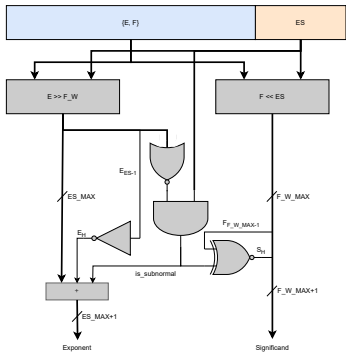 {E, F}
ES
E >> F_W
F << ES
E_ES-1
ES_MAX
F_W_MAX
F_F_W_MAX-1
E_H
S_H
is_subnormal
+
F_W_MAX+1
ES_MAX+1
Exponent
Significand